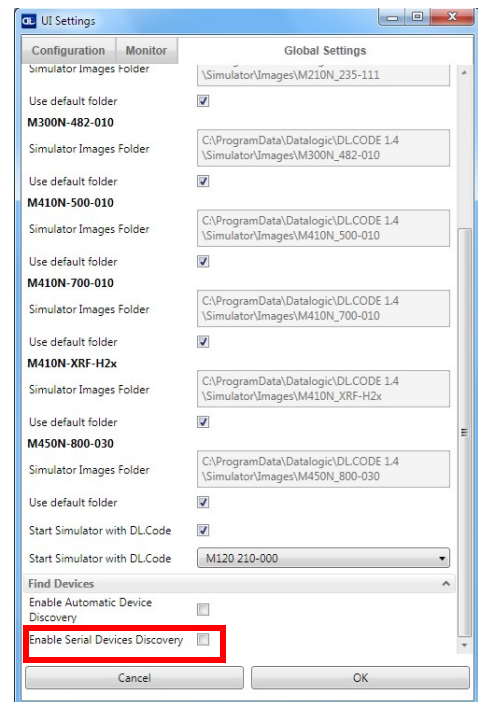 DL UI Settings
Configuration Monitor Global Settings
Simulator Images Folder
\Simulator\Images\M210N_235-111
Use default folder
M300N-482-010
Simulator Images Folder
C:\ProgramData\Datalogic\DL.CODE 1.4
\Simulator\Images\M300N_482-010
Use default folder
M410N-500-010
Simulator Images Folder
C:\ProgramData\Datalogic\DL.CODE 1.4
\Simulator\Images\M410N_500-010
Use default folder
M410N-700-010
Simulator Images Folder
C:\ProgramData\Datalogic\DL.CODE 1.4
\Simulator\Images\M410N_700-010
Use default folder
M410N-XRF-H2x
Simulator Images Folder
C:\ProgramData\Datalogic\DL.CODE 1.4
\Simulator\Images\M410N_XRF-H2x
Use default folder
M450N-800-030
Simulator Images Folder
C:\ProgramData\Datalogic\DL.CODE 1.4
\Simulator\Images\M450N_800-030
Use default folder
Start Simulator with DL.Code
Start Simulator with DL.Code M120 210-000
Find Devices
Enable Automatic Device
Discovery
Enable Serial Devices Discovery
Cancel OK